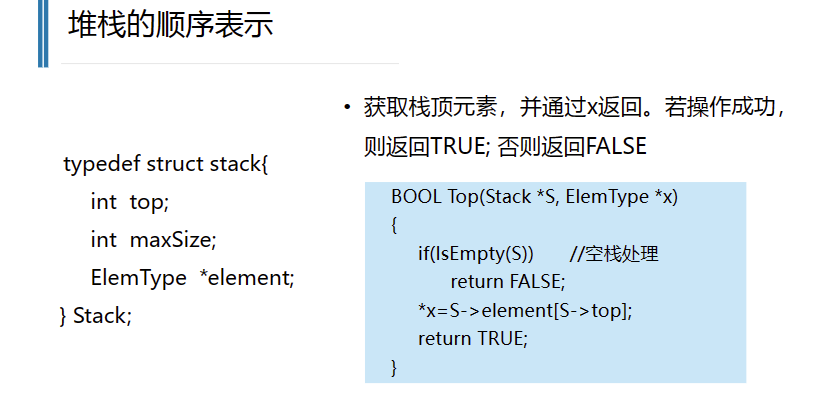 堆栈的顺序表示
typedef struct stack{
int top;
int maxSize;
ElemType *element;
} Stack;
• 获取栈顶元素，并通过x返回。若操作成功，
则返回TRUE; 否则返回FALSE
BOOL Top(Stack *S, ElemType *x)
{
if(IsEmpty(S)) //空栈处理
return FALSE;
*x=S->element[S->top];
return TRUE;
}